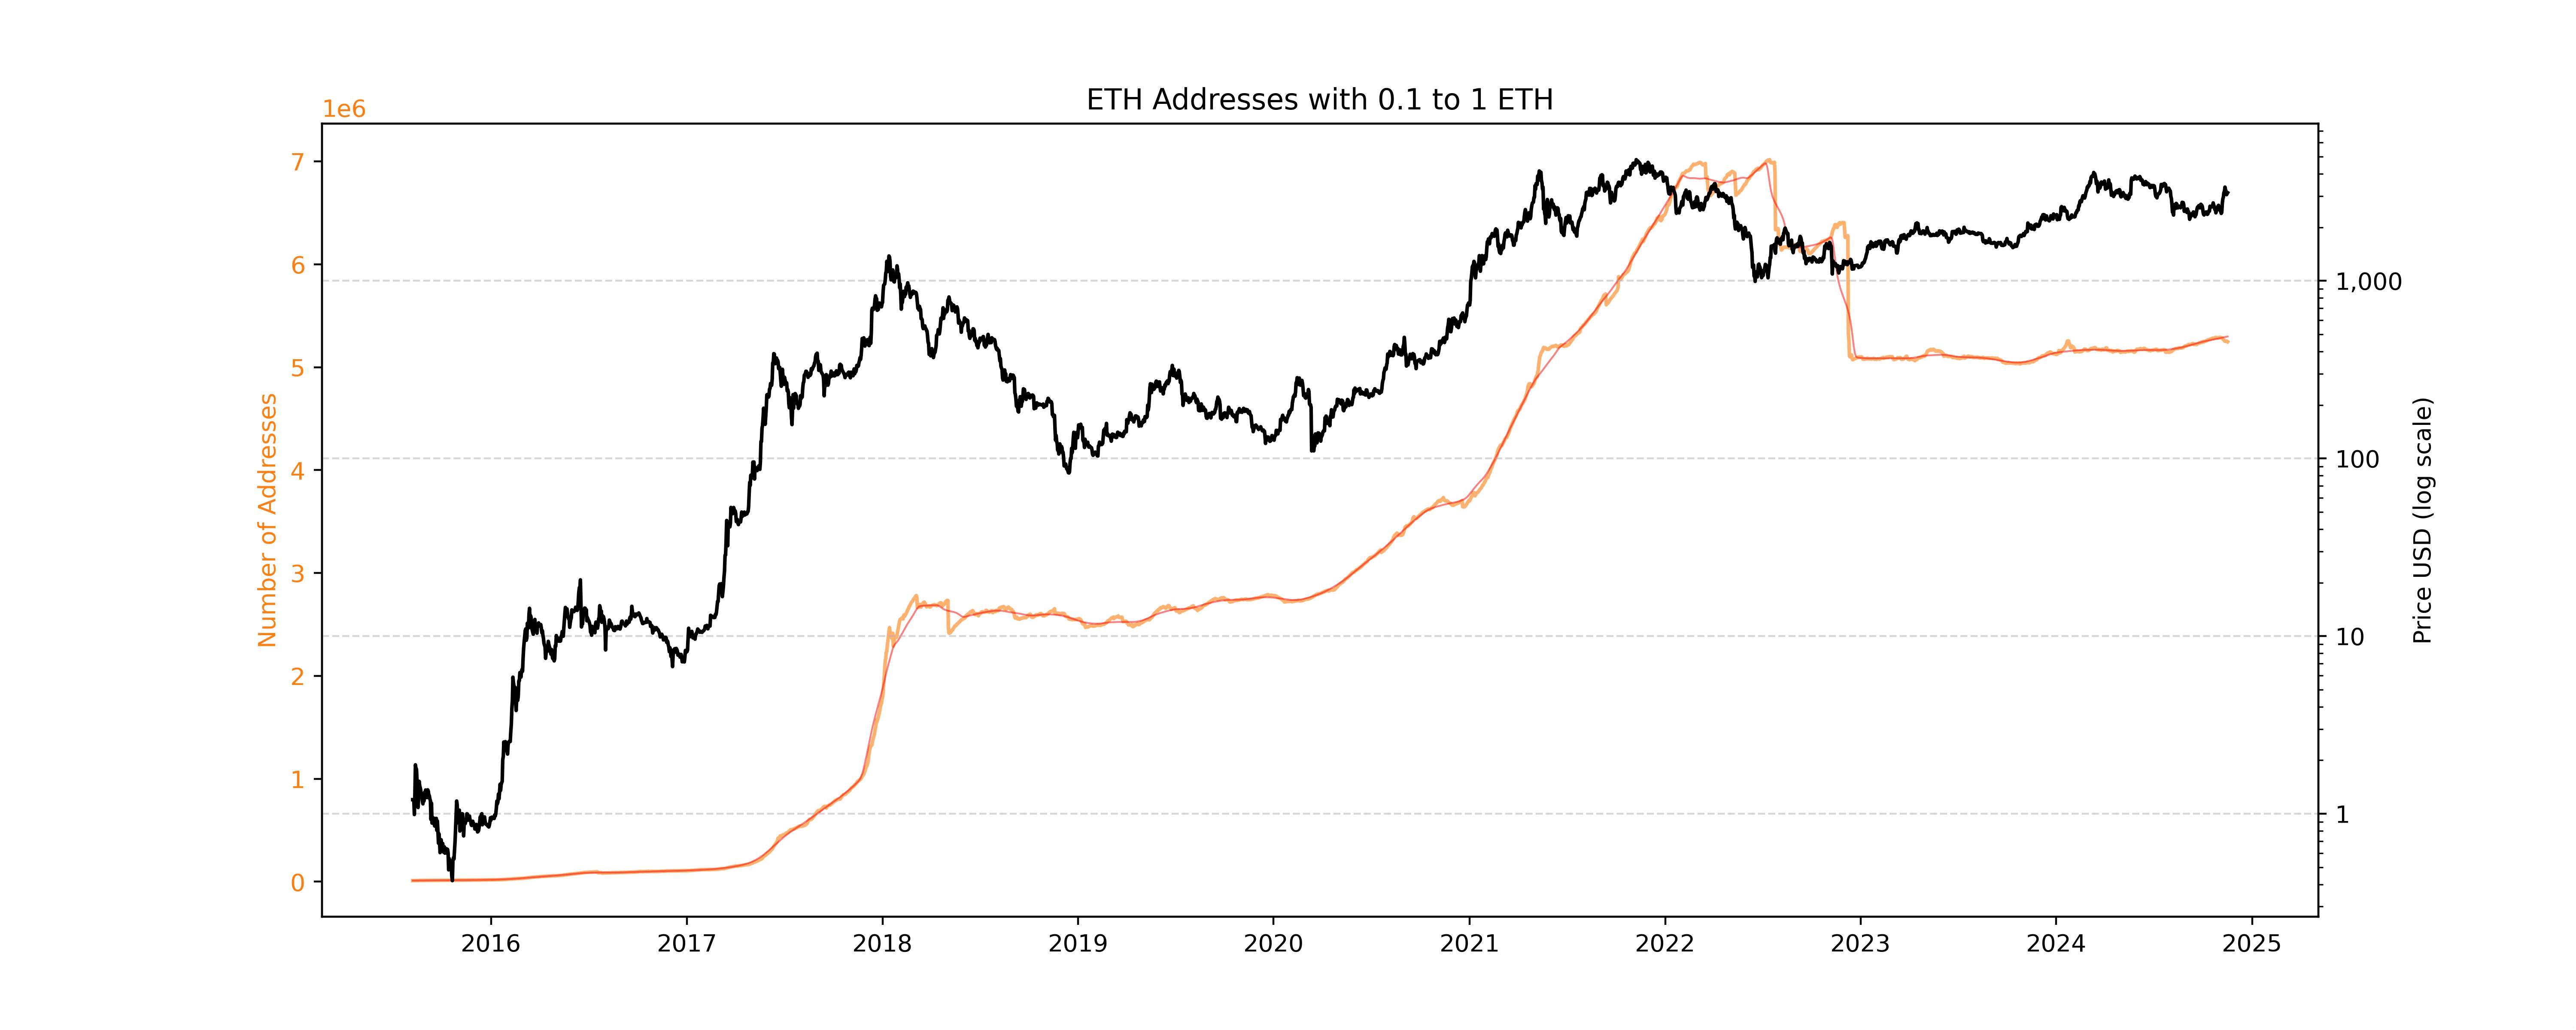 ETH Addresses with 0.1 to 1 ETH
1e6
7
6
5
4
3
2
1
0
Number of Addresses
1,000
100
10
1
Price USD (log scale)
2016 2017 2018 2019 2020 2021 2022 2023 2024 2025